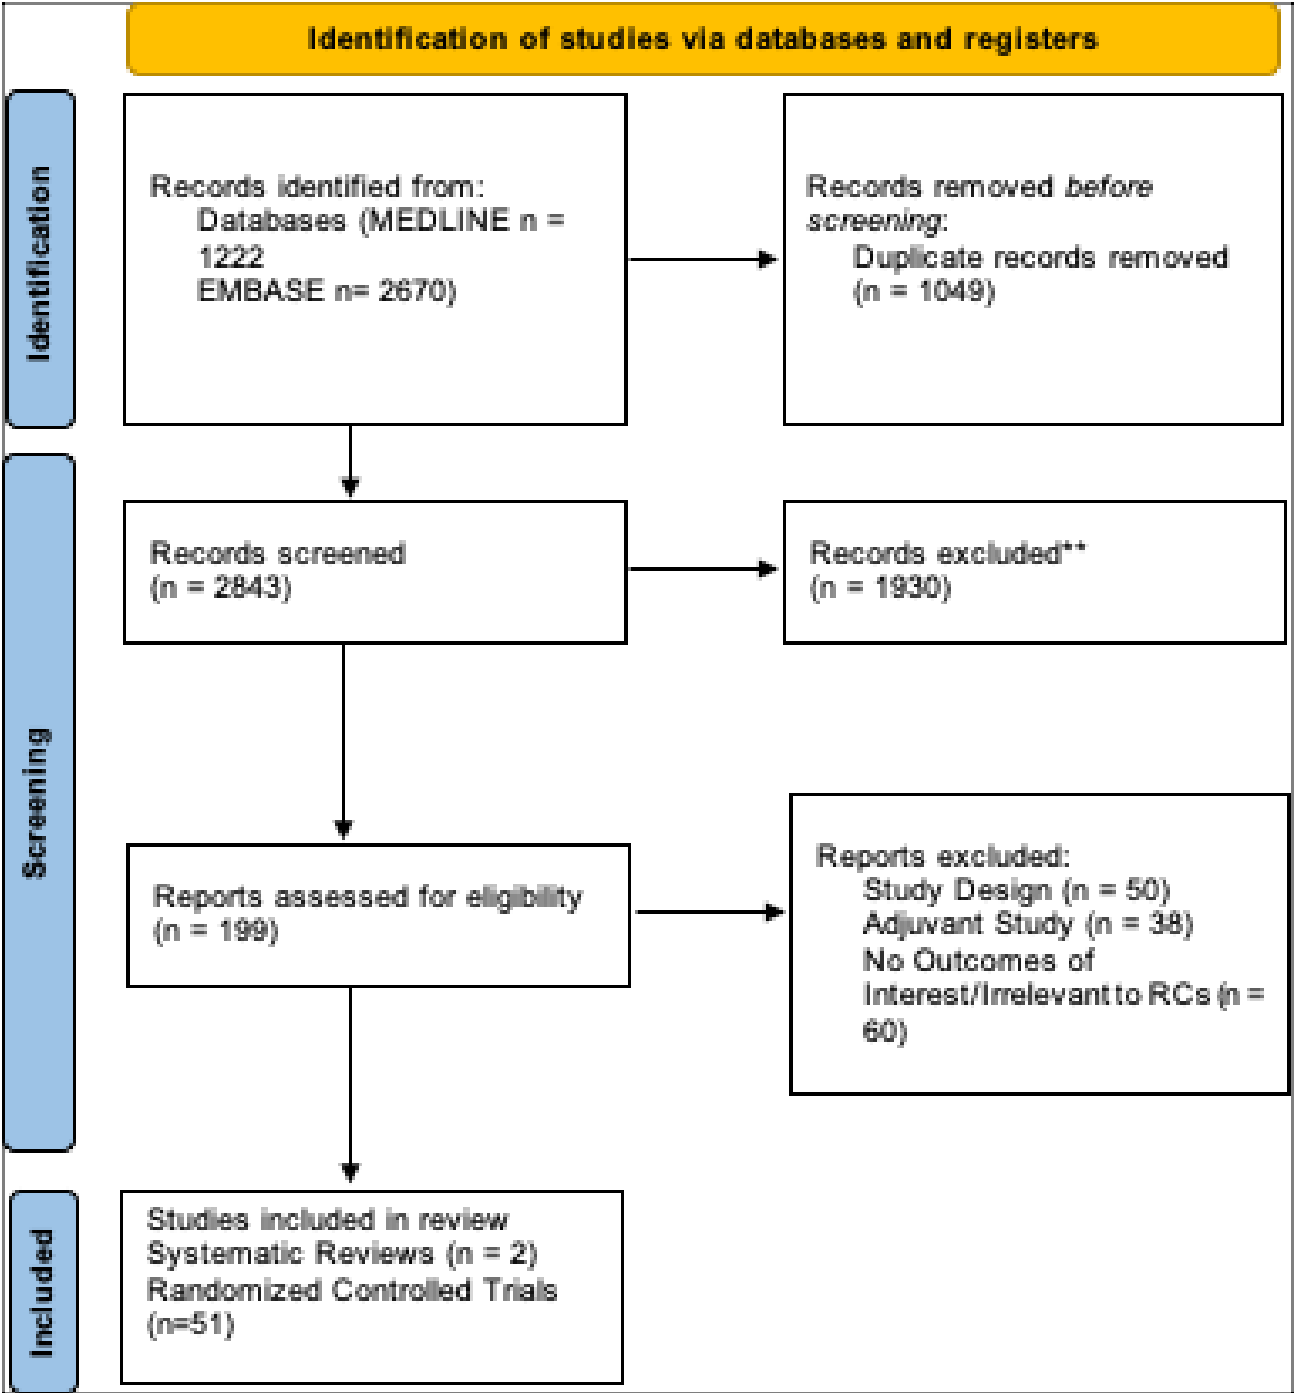 Identification of studies via databases and registers
Identification
Records identified from:
Databases (MEDLINE n =
1222
EMBASE n= 2670)
Records removed before
screening:
Duplicate records removed
(n = 1049)
Screening
Records screened
(n = 2843)
Records excluded**
(n = 1930)
Reports assessed for eligibility
(n = 199)
Reports excluded:
Study Design (n = 50)
Adjuvant Study (n = 38)
No Outcomes of
Interest/Irrelevant to RCs (n =
60)
Included
Studies included in review
Systematic Reviews (n = 2)
Randomized Controlled Trials
(n=51)